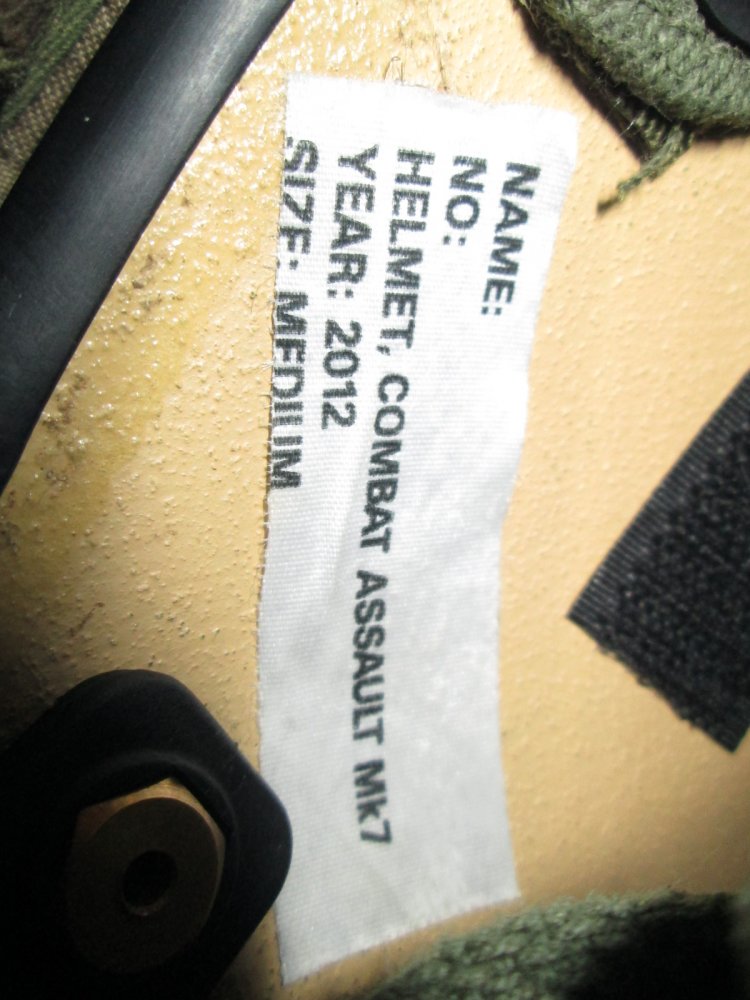 NAME:
NO:
HELMET, COMBAT ASSAULT Mk7
YEAR: 2012
SIZE: MEDIUM